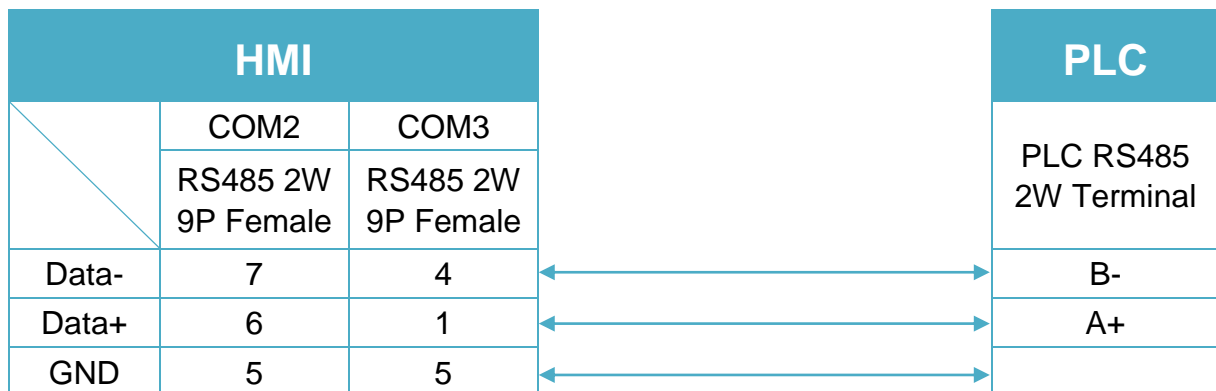 HMI
PLC
COM2 COM3
RS485 2W
9P Female
RS485 2W
9P Female
PLC RS485
2W Terminal
Data- 7 4 B-
Data+ 6 1 A+
GND 5 5